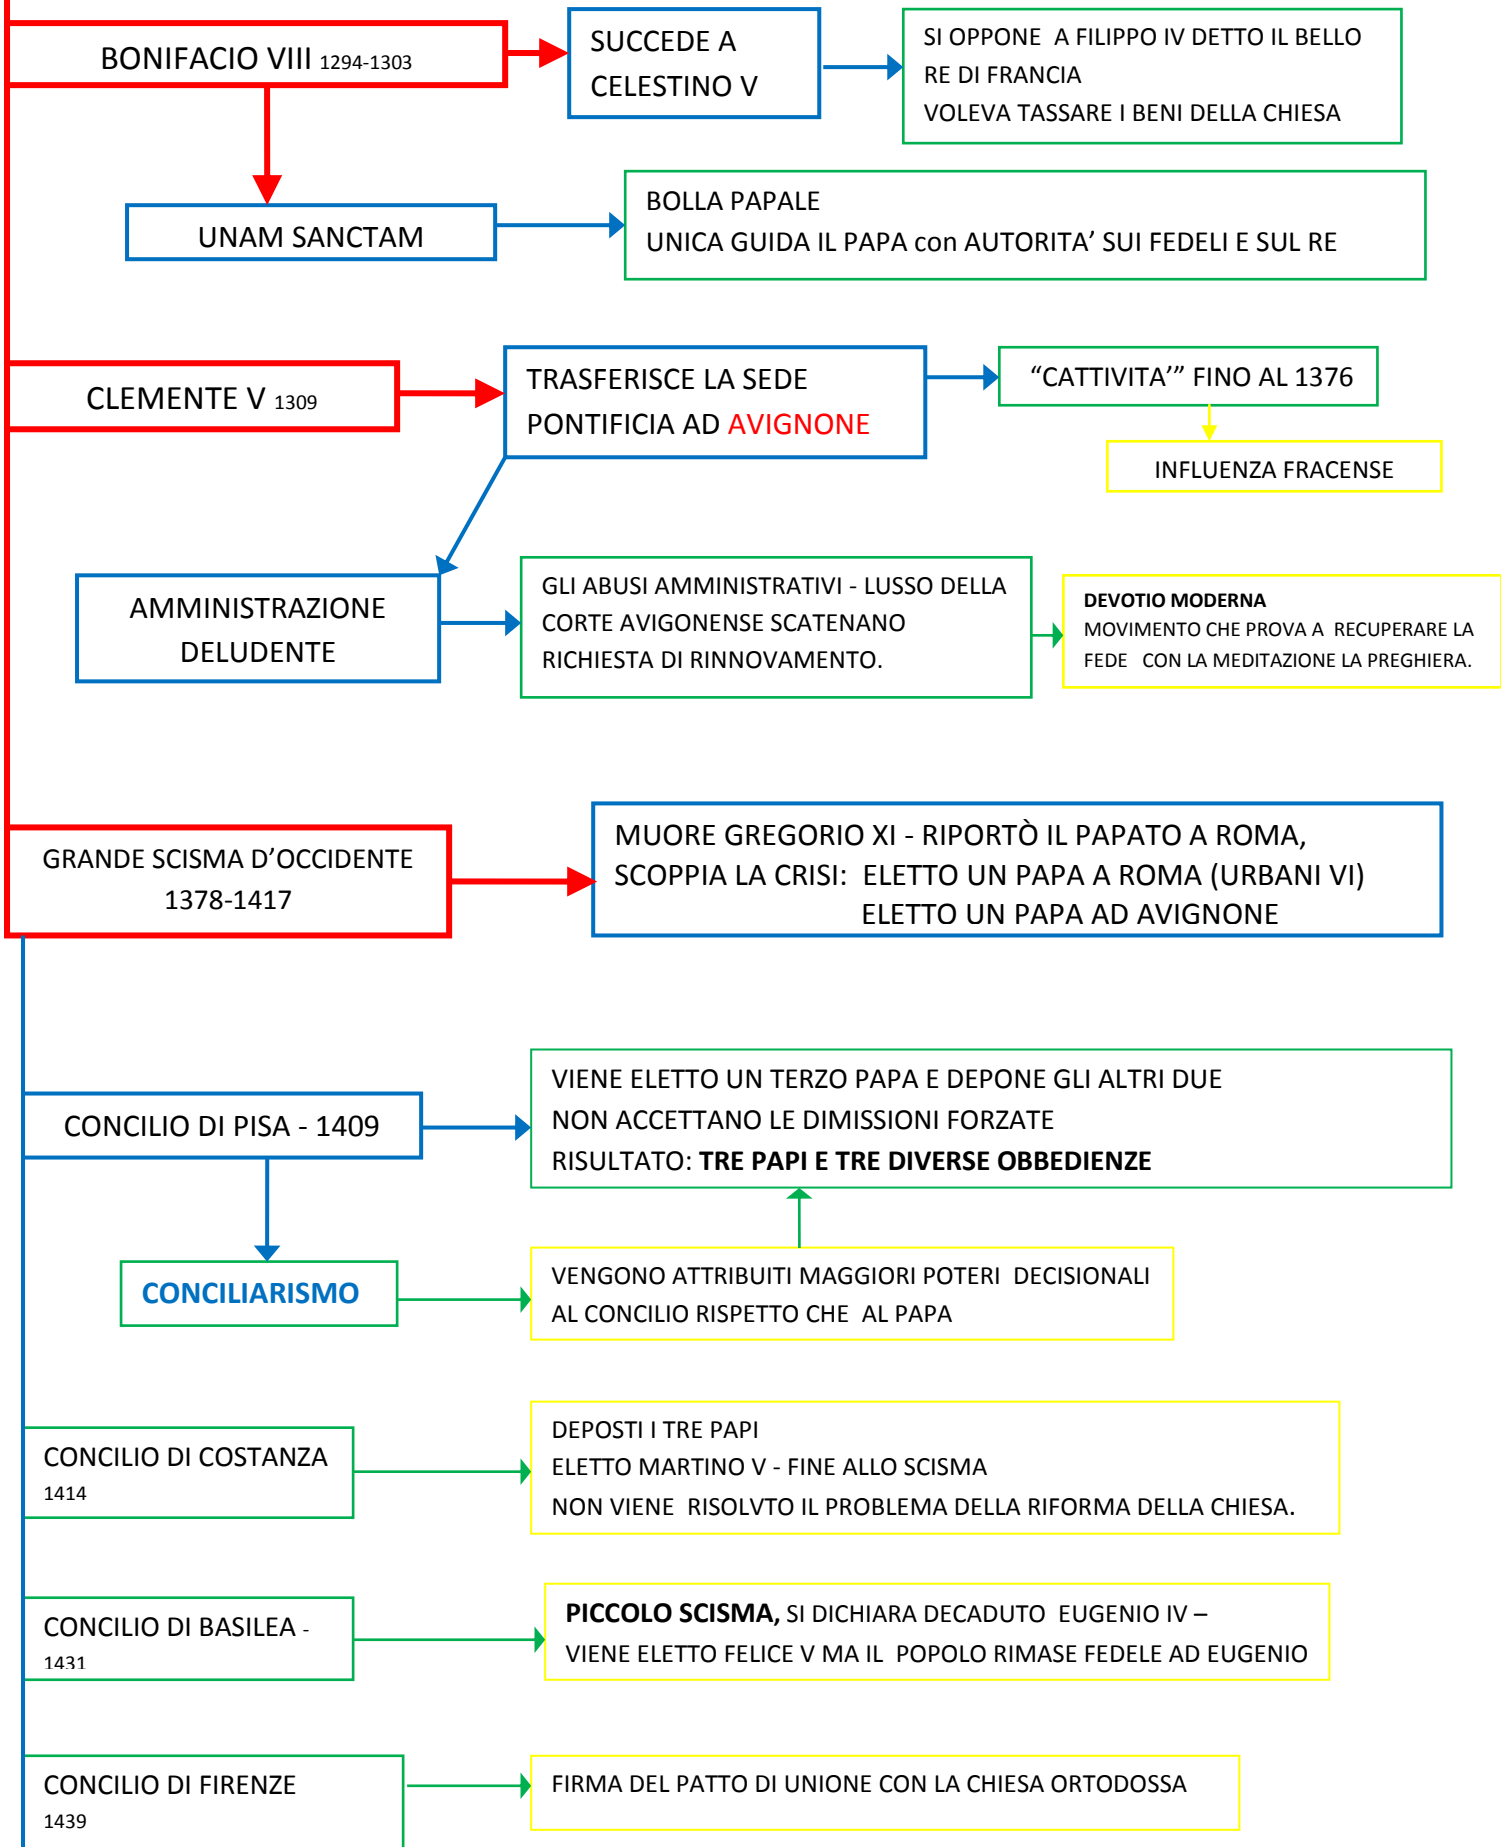 BONIFACIO VIII 1294-1303
SUCCEDE A
CELESTINO V
SI OPPONE A FILIPPO IV DETTO IL BELLO
RE DI FRANCIA
VOLEVA TASSARE I BENI DELLA CHIESA
UNAM SANCTAM
BOLLA PAPALE
UNICA GUIDA IL PAPA con AUTORITA’ SUI FEDELI E SUL RE
CLEMENTE V 1309
TRASFERISCE LA SEDE
PONTIFICIA AD AVIGNONE
“CATTIVITA’” FINO AL 1376
INFLUENZA FRACENSE
AMMINISTRAZIONE
DELUDENTE
GLI ABUSI AMMINISTRATIVI - LUSSO DELLA
CORTE AVIGONENSE SCATENANO
RICHIESTA DI RINNOVAMENTO.
DEVOTIO MODERNA
MOVIMENTO CHE PROVA A RECUPERARE LA
FEDE CON LA MEDITAZIONE LA PREGHIERA.
GRANDE SCISMA D’OCCIDENTE
1378-1417
MUORE GREGORIO XI - RIPORTÒ IL PAPATO A ROMA,
SCOPPIA LA CRISI: ELETTO UN PAPA A ROMA (URBANI VI)
ELETTO UN PAPA AD AVIGNONE
CONCILIO DI PISA - 1409
VIENE ELETTO UN TERZO PAPA E DEPONE GLI ALTRI DUE
NON ACCETTANO LE DIMISSIONI FORZATE
RISULTATO: TRE PAPI E TRE DIVERSE OBBEDIENZE
CONCILIARISMO
VENGONO ATTRIBUITI MAGGIORI POTERI DECISIONALI
AL CONCILIO RISPETTO CHE AL PAPA
CONCILIO DI COSTANZA
1414
DEPOSTI I TRE PAPI
ELETTO MARTINO V - FINE ALLO SCISMA
NON VIENE RISOLVTO IL PROBLEMA DELLA RIFORMA DELLA CHIESA.
CONCILIO DI BASILEA -
1431
PICCOLO SCISMA, SI DICHIARA DECADUTO EUGENIO IV –
VIENE ELETTO FELICE V MA IL POPOLO RIMASE FEDELE AD EUGENIO
CONCILIO DI FIRENZE
1439
FIRMA DEL PATTO DI UNIONE CON LA CHIESA ORTODOSSA